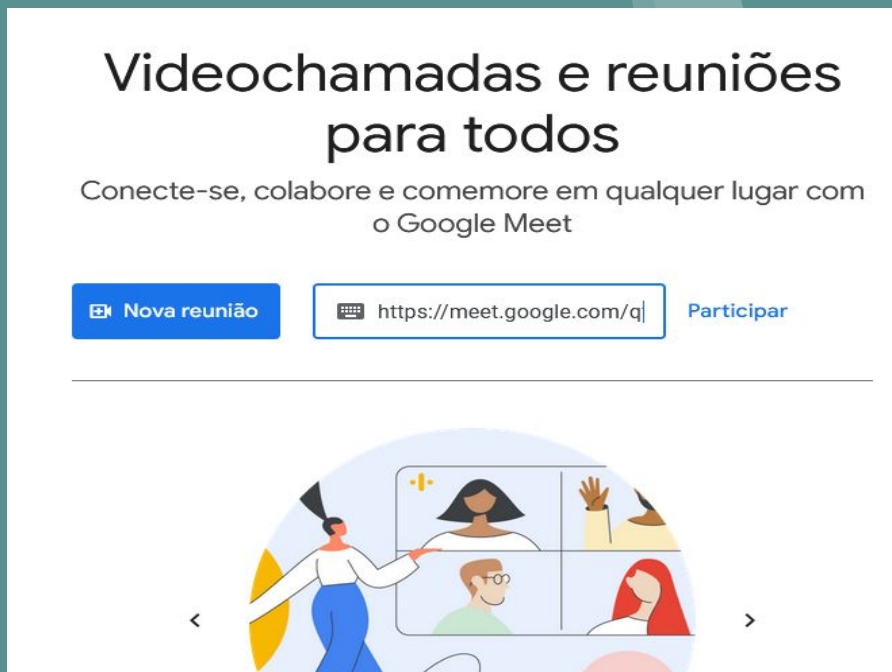 Videochamadas e reuniões
para todos
Conecte-se, colabore e comemore em qualquer lugar com
o Google Meet
Nova reunião
https://meet.google.com/q
Participar